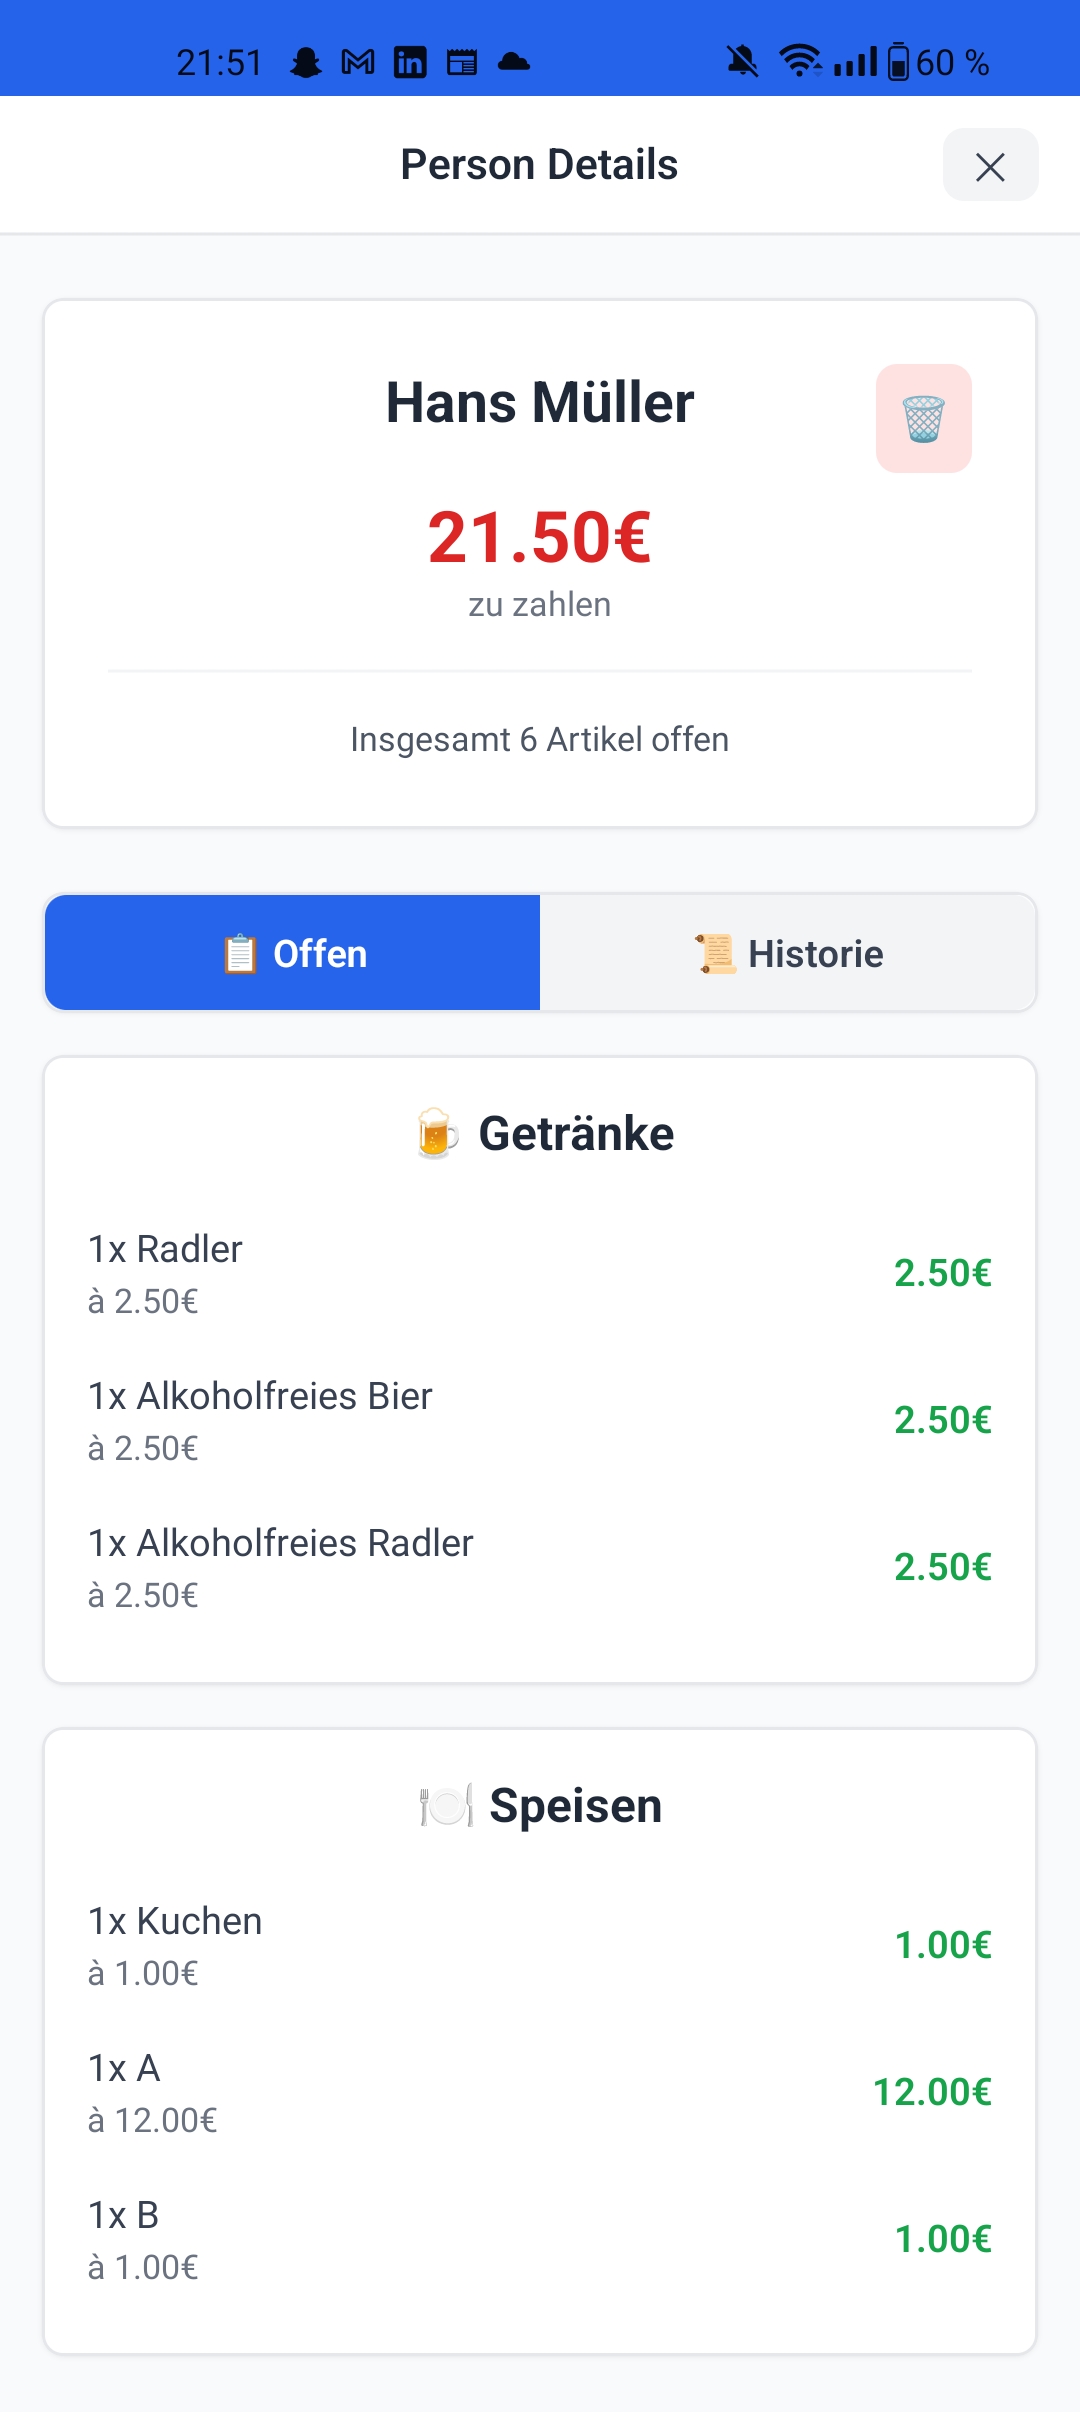 21:51 60 %
Person Details
Hans Müller
21.50€
zu zahlen
Insgesamt 6 Artikel offen
Offen Historie
Getränke
1x Radler
à 2.50€
2.50€
1x Alkoholfreies Bier
à 2.50€
2.50€
1x Alkoholfreies Radler
à 2.50€
2.50€
Speisen
1x Kuchen
à 1.00€
1.00€
1x A
à 12.00€
12.00€
1x B
à 1.00€
1.00€